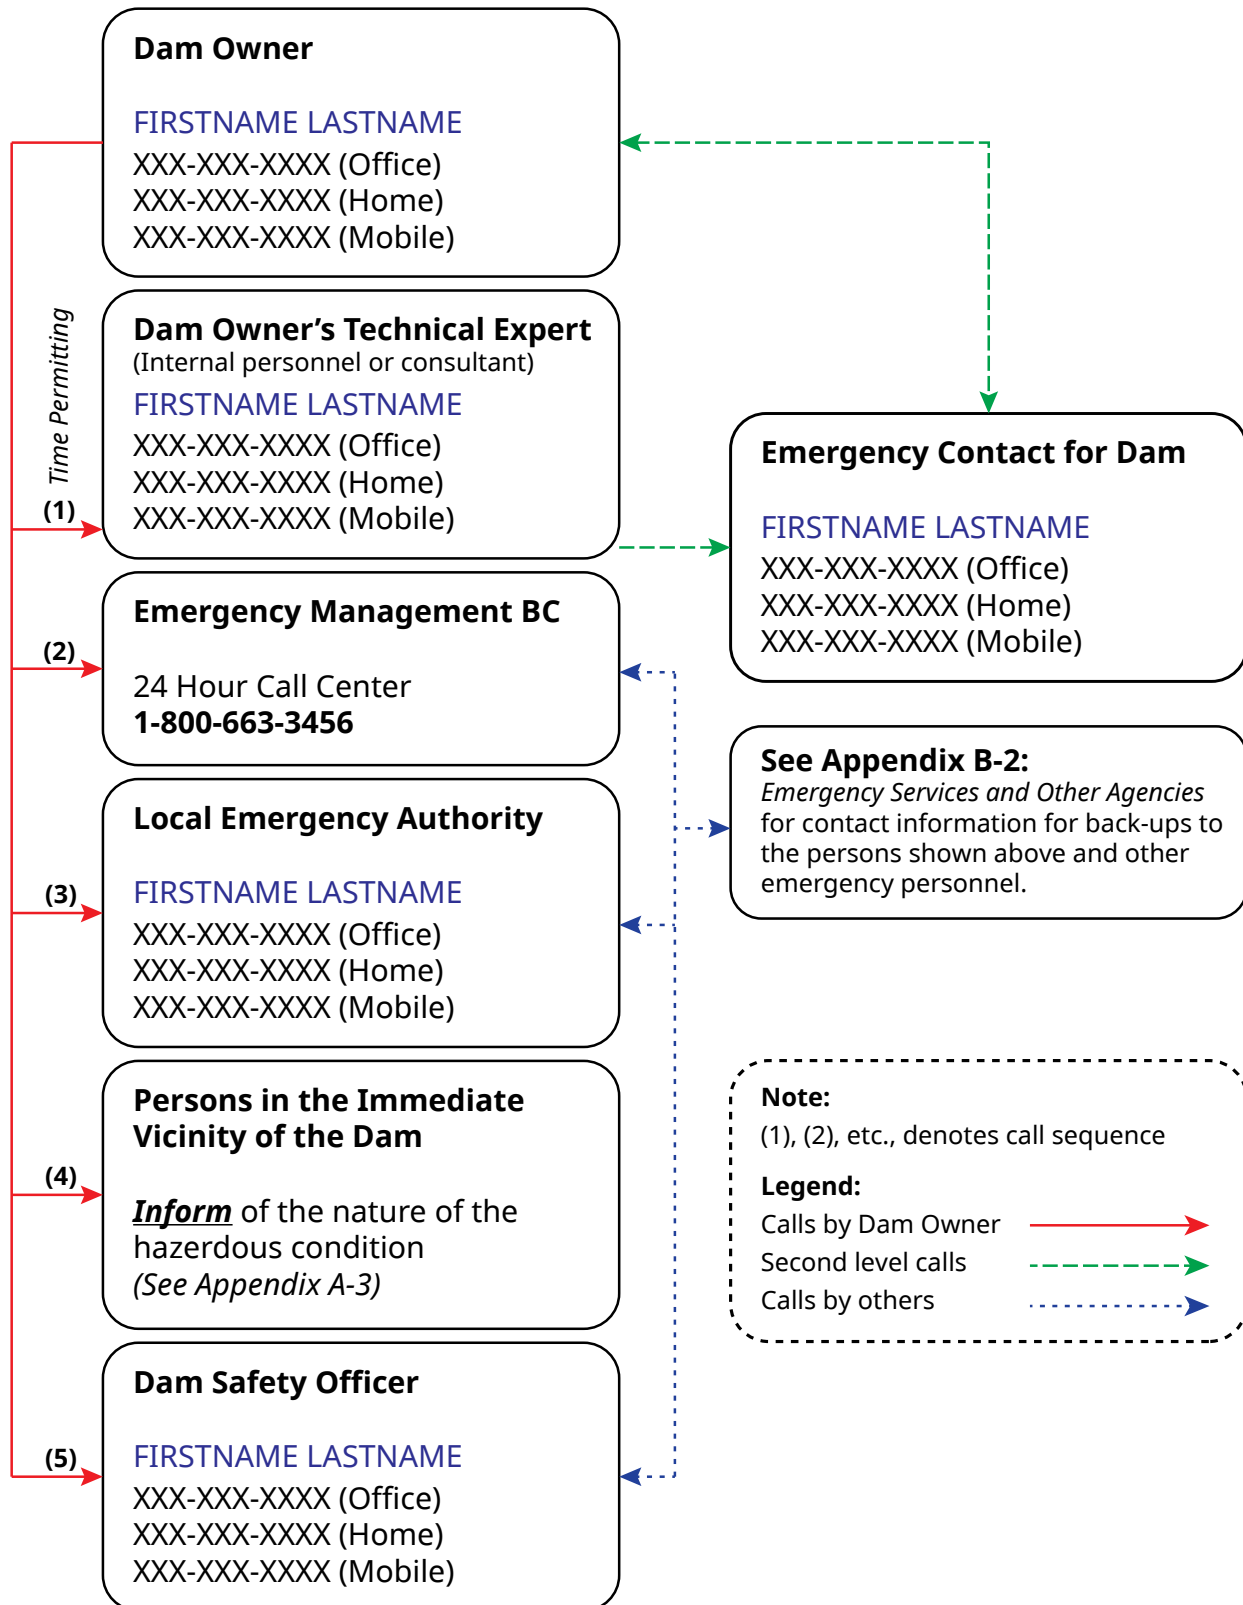 Dam Owner
FIRSTNAME LASTNAME
XXX-XXX-XXXX (Office)
XXX-XXX-XXXX (Home)
XXX-XXX-XXXX (Mobile)
Time Permitting
(1)
Dam Owner’s Technical Expert
(Internal personnel or consultant)
FIRSTNAME LASTNAME
XXX-XXX-XXXX (Office)
XXX-XXX-XXXX (Home)
XXX-XXX-XXXX (Mobile)
Emergency Contact for Dam
FIRSTNAME LASTNAME
XXX-XXX-XXXX (Office)
XXX-XXX-XXXX (Home)
XXX-XXX-XXXX (Mobile)
(2)
Emergency Management BC
24 Hour Call Center
1-800-663-3456
See Appendix B-2:
Emergency Services and Other Agencies
for contact information for back-ups to
the persons shown above and other
emergency personnel.
(3)
Local Emergency Authority
FIRSTNAME LASTNAME
XXX-XXX-XXXX (Office)
XXX-XXX-XXXX (Home)
XXX-XXX-XXXX (Mobile)
(4)
Persons in the Immediate
Vicinity of the Dam
Inform of the nature of the
hazerdous condition
(See Appendix A-3)
Note:
(1), (2), etc., denotes call sequence
Legend:
Calls by Dam Owner
Second level calls
Calls by others
(5)
Dam Safety Officer
FIRSTNAME LASTNAME
XXX-XXX-XXXX (Office)
XXX-XXX-XXXX (Home)
XXX-XXX-XXXX (Mobile)